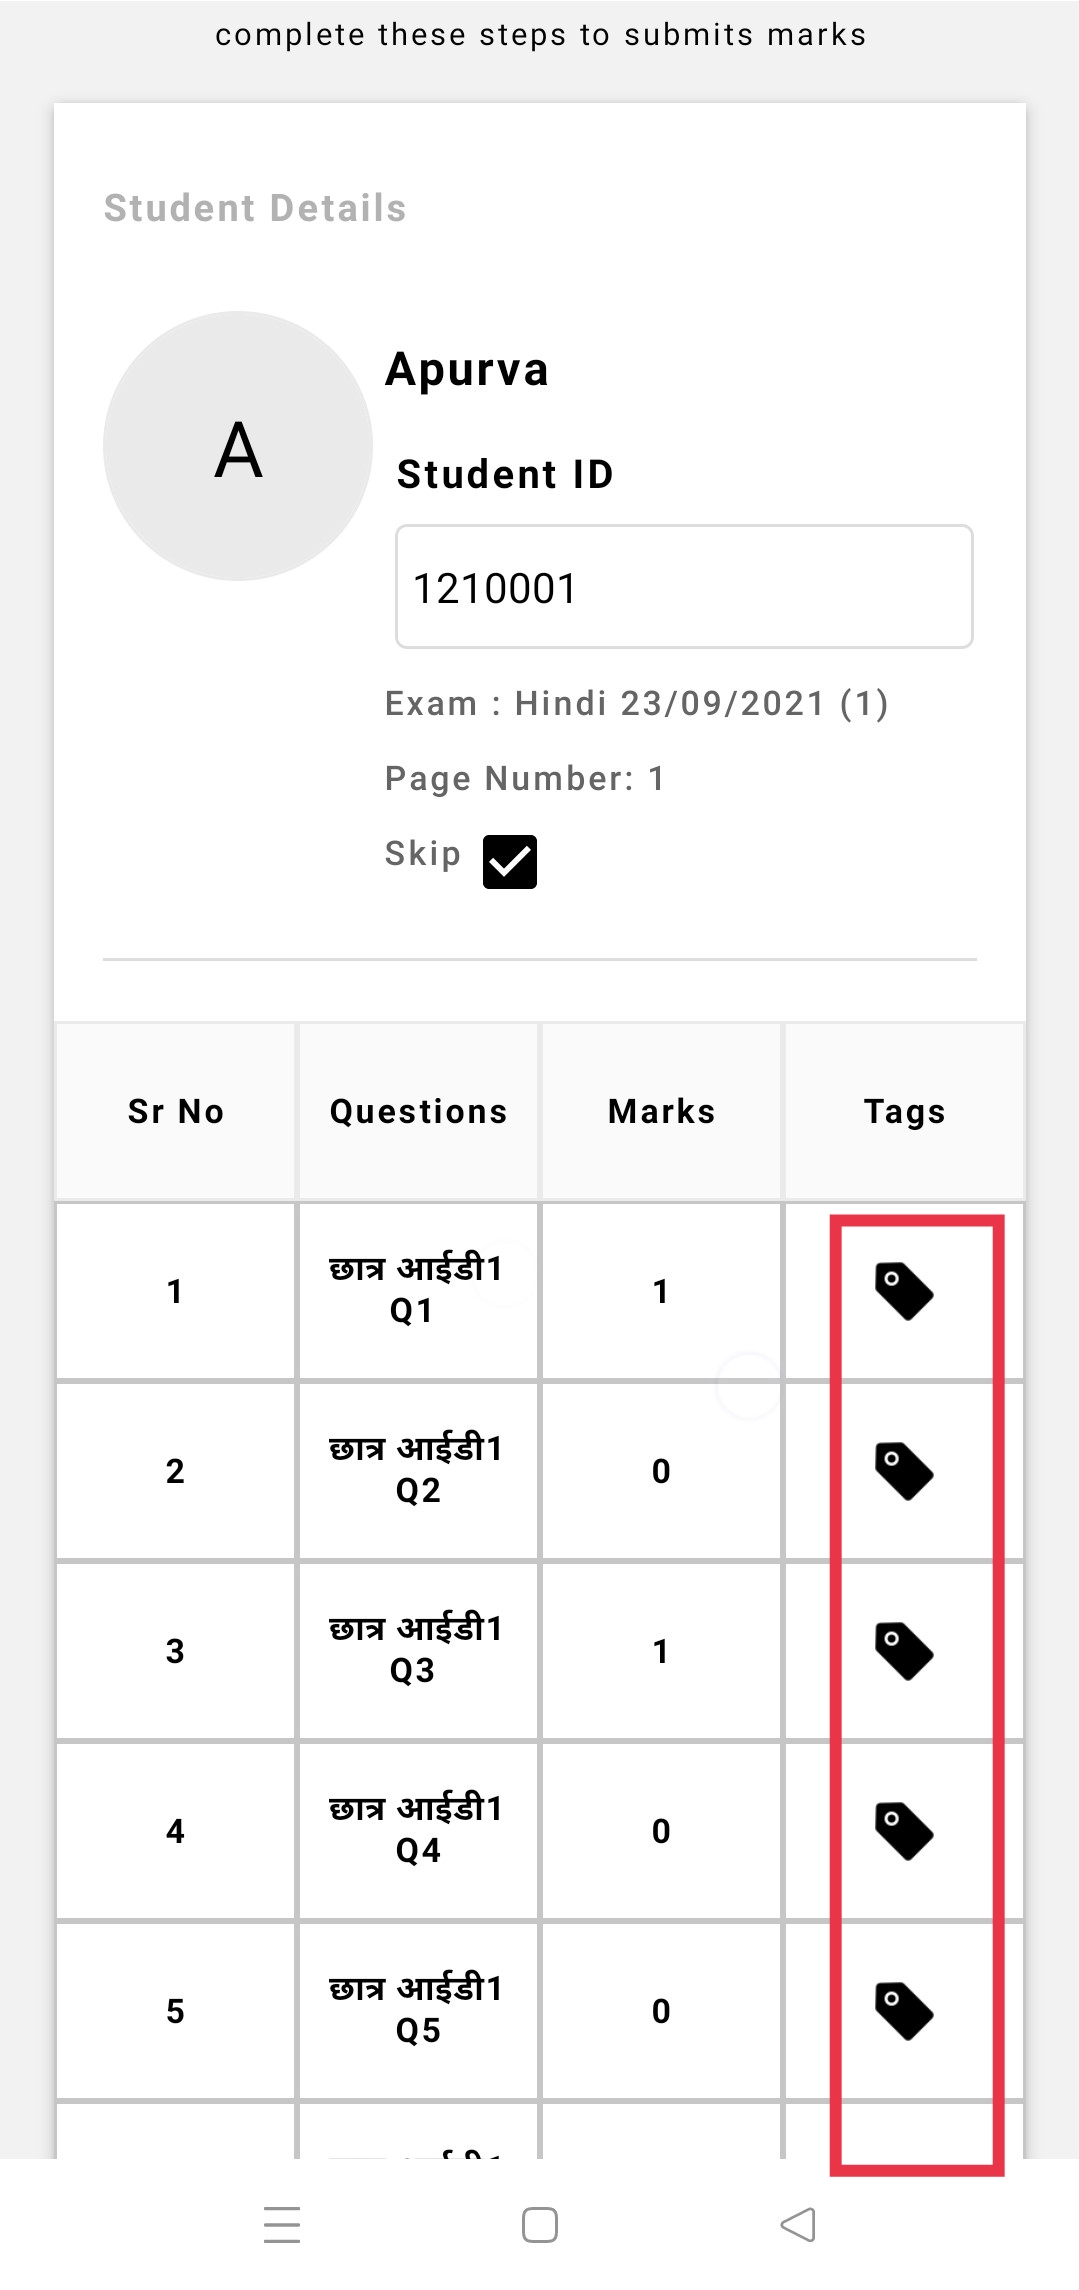 complete these steps to submits marks
Student Details
A
Apurva
Student ID
1210001
Exam : Hindi 23/09/2021 (1)
Page Number: 1
Skip
Sr No Questions Marks Tags
1 छात्र आईडी1 Q1 1
2 छात्र आईडी1 Q2 0
3 छात्र आईडी1 Q3 1
4 छात्र आईडी1 Q4 0
5 छात्र आईडी1 Q5 0